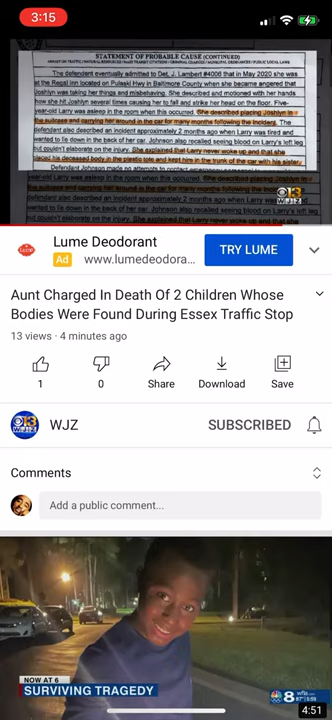 3:15
STATEMENT OF PROBABLE CAUSE (CONTINUED)
The defendant eventually admitted to Det. J. Lambert #4006 that in May 2020 she was
at the Regal Inn located on Pulaski Hwy in Baltimore County when she became angered that
Joshlyn was taking her things and misbehaving. She described and motioned with her hands
how she hit Joshlyn several times causing her to fall and strike her head on the floor. Five-
year-old Larry was asleep in the room when this occurred. She described placing Joshlyn in
the suitcase and carrying her around in the car for many months following the incident. The
defendant also described an incident approximately 2 months ago when Larry was tired and
wanted to lie down in the back of her car. Johnson also recalled seeing blood on Larry's left leg
but couldn't elaborate on the injury. She explained that Larry never woke up and that she
placed his deceased body in the plastic tote and kept him in the trunk of the car with his sister.
13
WJZ
Lume Deodorant
Ad www.lumedeodora...
TRY LUME
Aunt Charged In Death Of 2 Children Whose
Bodies Were Found During Essex Traffic Stop
13 views · 4 minutes ago
1
0
Share
Download
Save
WJZ
SUBSCRIBED
Comments
Add a public comment...
NOW AT 6
SURVIVING TRAGEDY
8
4:51